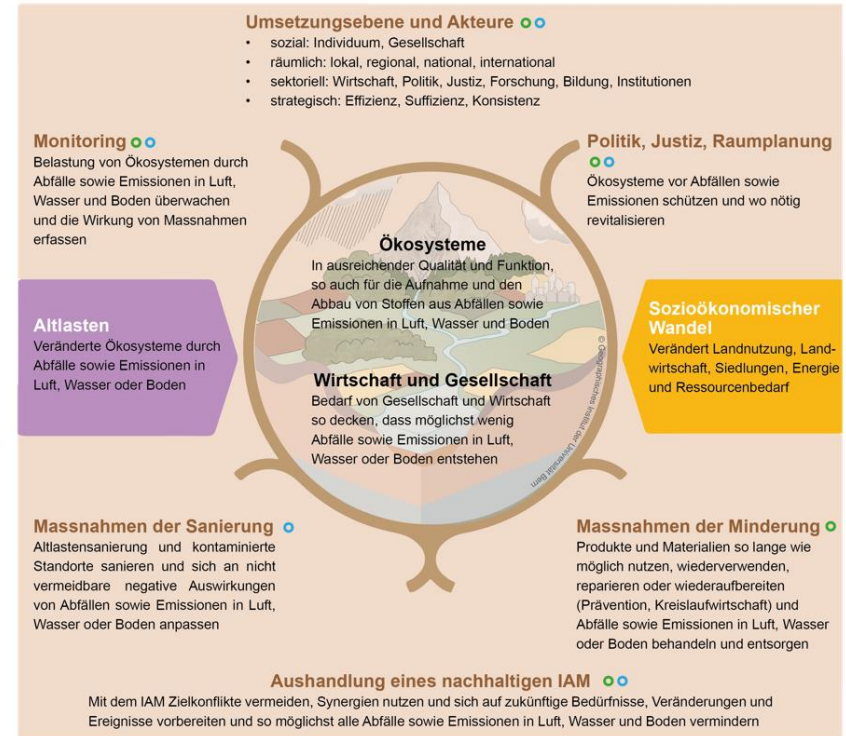 Umsetzungsebene und Akteure
• sozial: Individuum, Gesellschaft
• räumlich: lokal, regional, national, international
• sektoriell: Wirtschaft, Politik, Justiz, Forschung, Bildung, Institutionen
• strategisch: Effizienz, Suffizienz, Konsistenz
Monitoring
Belastung von Ökosystemen durch
Abfälle sowie Emissionen in Luft,
Wasser und Boden überwachen
und die Wirkung von Massnahmen
erfassen
Politik, Justiz, Raumplanung
Ökosysteme vor Abfällen sowie
Emissionen schützen und wo nötig
revitalisieren
Ökosysteme
In ausreichender Qualität und Funktion,
so auch für die Aufnahme und den
Abbau von Stoffen aus Abfällen sowie
Emissionen in Luft, Wasser und Boden
Altlasten
Veränderte Ökosysteme durch
Abfälle sowie Emissionen in
Luft, Wasser oder Boden
Wirtschaft und Gesellschaft
Bedarf von Gesellschaft und Wirtschaft
so decken, dass möglichst wenig
Abfälle sowie Emissionen in Luft,
Wasser oder Boden entstehen
© Geographisches Institut der Universität Bern
Sozioökonomischer
Wandel
Verändert Landnutzung, Land-
wirtschaft, Siedlungen, Energie
und Ressourcenbedarf
Massnahmen der Sanierung
Altlastensanierung und kontaminierte
Standorte sanieren und sich an nicht
vermeidbare negative Auswirkungen
von Abfällen sowie Emissionen in Luft,
Wasser oder Boden anpassen
Massnahmen der Minderung
Produkte und Materialien so lange wie
möglich nutzen, wiederverwenden,
reparieren oder wiederaufbereiten
(Prävention, Kreislaufwirtschaft) und
Abfälle sowie Emissionen in Luft, Wasser
oder Boden behandeln und entsorgen
Aushandlung eines nachhaltigen IAM
Mit dem IAM Zielkonflikte vermeiden, Synergien nutzen und sich auf zukünftige Bedürfnisse, Veränderungen und
Ereignisse vorbereiten und so möglichst alle Abfälle sowie Emissionen in Luft, Wasser und Boden vermindern